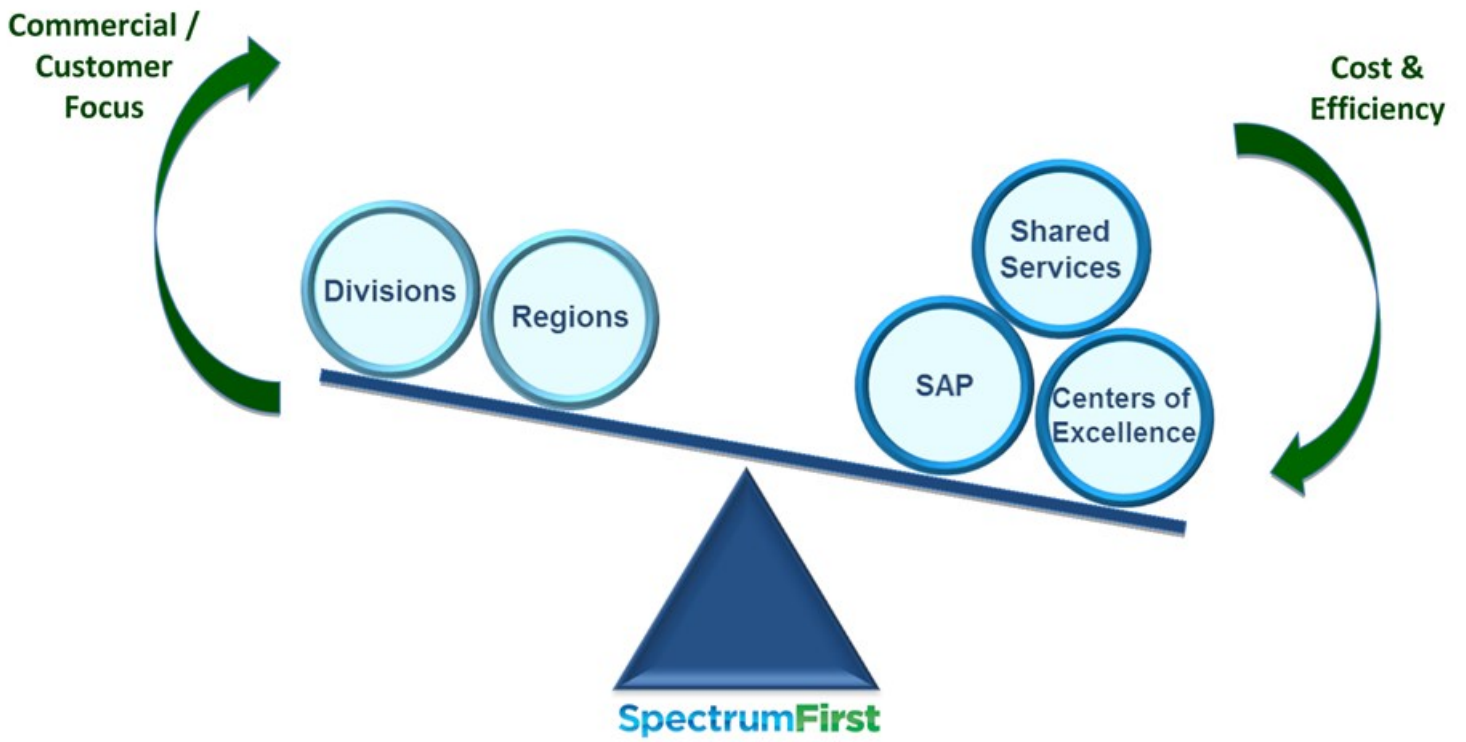 Commercial /
Customer
Focus
Cost &
Efficiency
Divisions
Regions
Shared
Services
SAP
Centers of
Excellence
SpectrumFirst